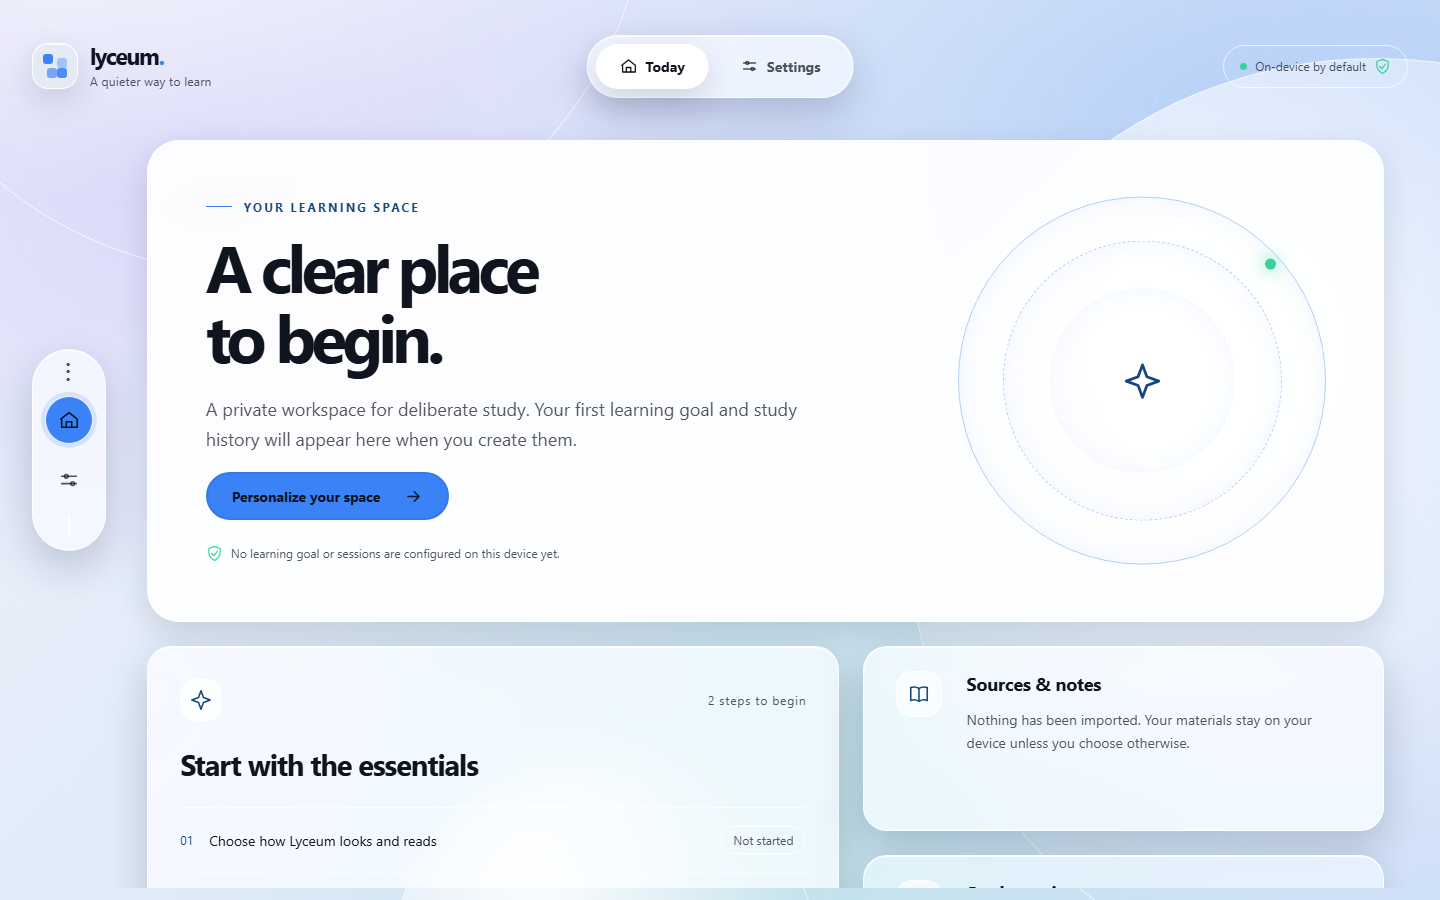 lyceum.
A quieter way to learn
Today
Settings
On-device by default
YOUR LEARNING SPACE
A clear place
to begin.
A private workspace for deliberate study. Your first learning goal and study
history will appear here when you create them.
Personalize your space
No learning goal or sessions are configured on this device yet.
2 steps to begin
Start with the essentials
01 Choose how Lyceum looks and reads
Not started
Sources & notes
Nothing has been imported. Your materials stay on your
device unless you choose otherwise.